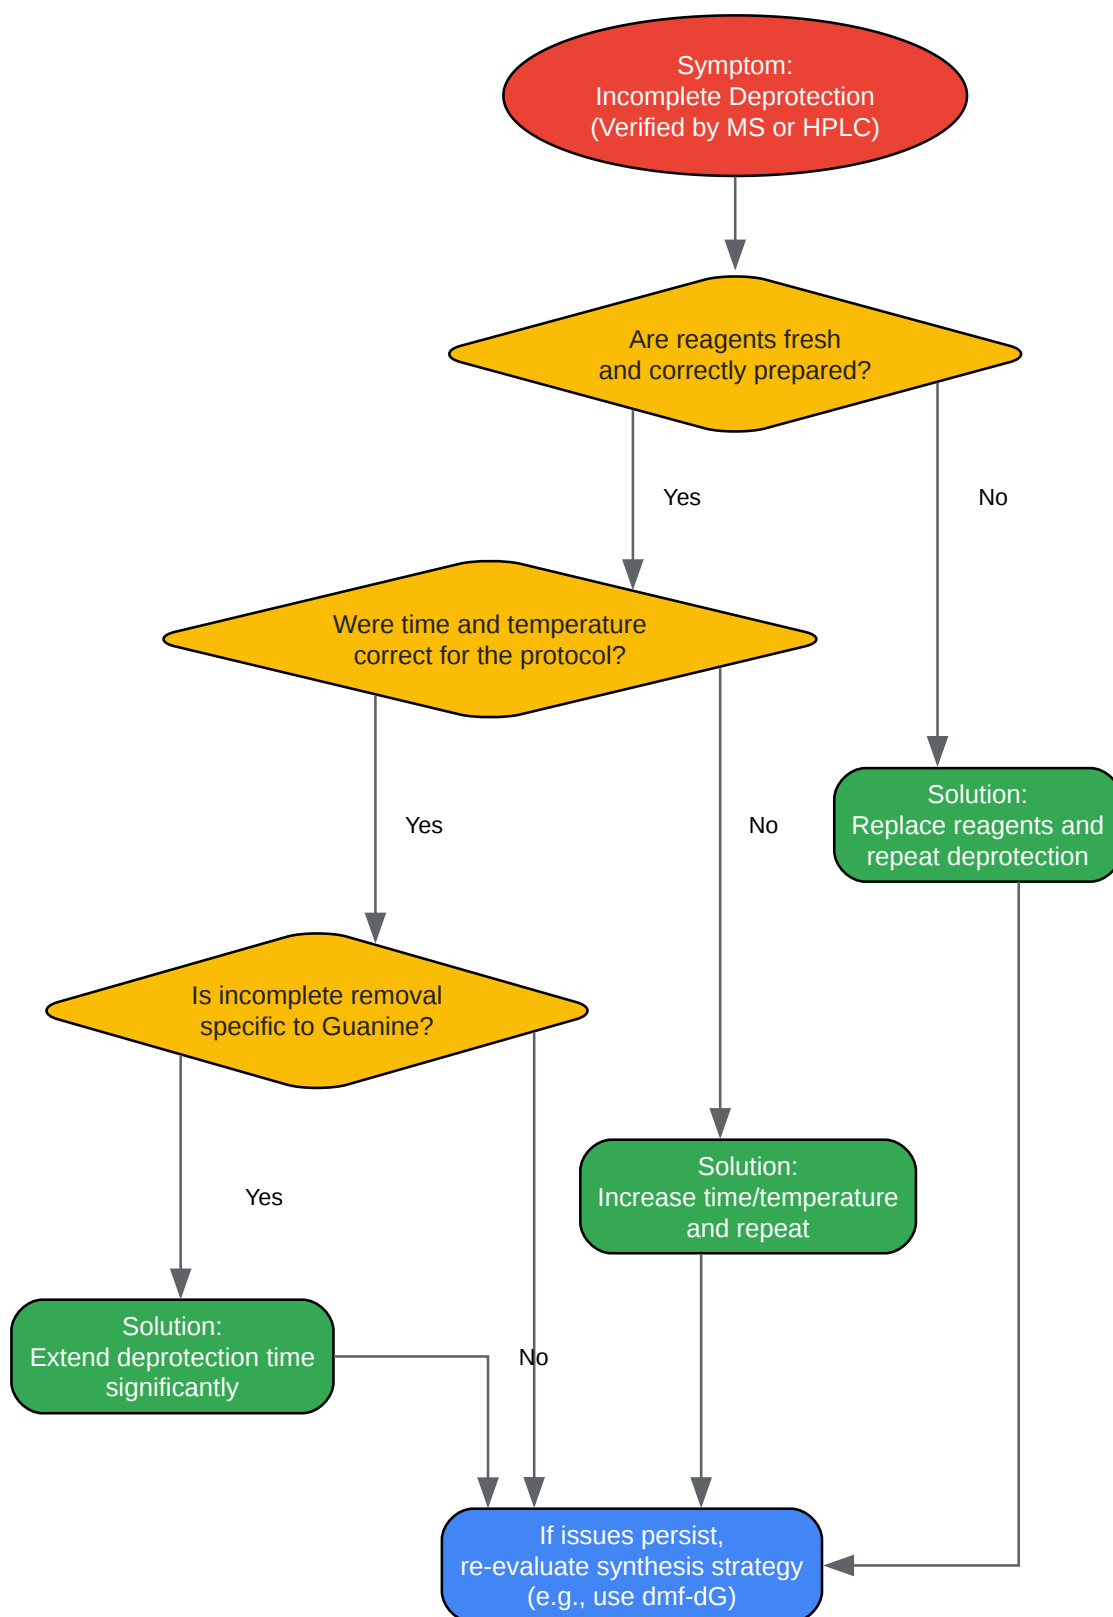 Symptom:
Incomplete Deprotection
(Verified by MS or HPLC)
Are reagents fresh
and correctly prepared?
Yes
No
Were time and temperature
correct for the protocol?
Solution:
Replace reagents and
repeat deprotection
Yes
No
Is incomplete removal
specific to Guanine?
Solution:
Increase time/temperature
and repeat
Yes
Solution:
Extend deprotection time
significantly
No
If issues persist,
re-evaluate synthesis strategy
(e.g., use dmf-dG)